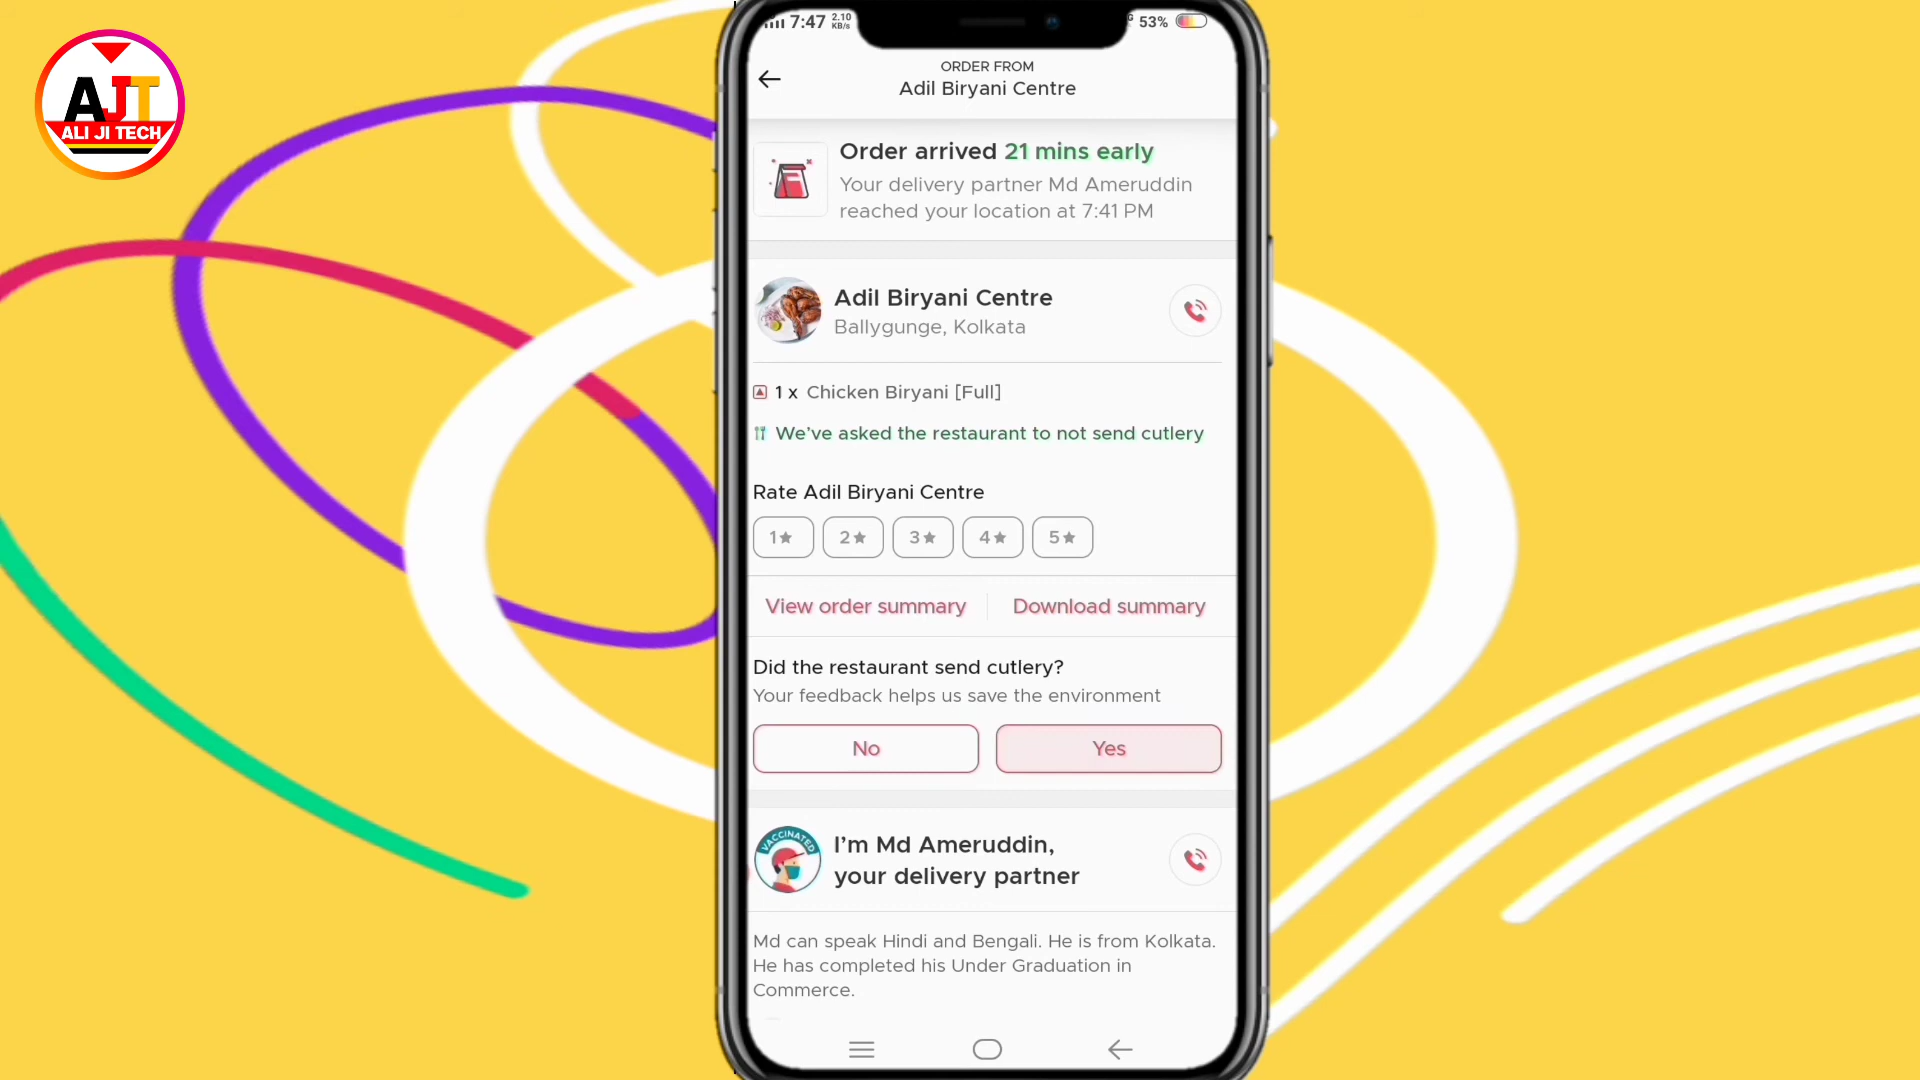 AJT
ALI JI TECH
7:47 2.10 KB/s
53%
ORDER FROM
Adil Biryani Centre
Order arrived 21 mins early
Your delivery partner Md Ameruddin
reached your location at 7:41 PM
Adil Biryani Centre
Ballygunge, Kolkata
1 x Chicken Biryani [Full]
We've asked the restaurant to not send cutlery
Rate Adil Biryani Centre
1★ 2★ 3★ 4★ 5★
View order summary Download summary
Did the restaurant send cutlery?
Your feedback helps us save the environment
No Yes
VACCINATED
I'm Md Ameruddin,
your delivery partner
Md can speak Hindi and Bengali. He is from Kolkata.
He has completed his Under Graduation in
Commerce.